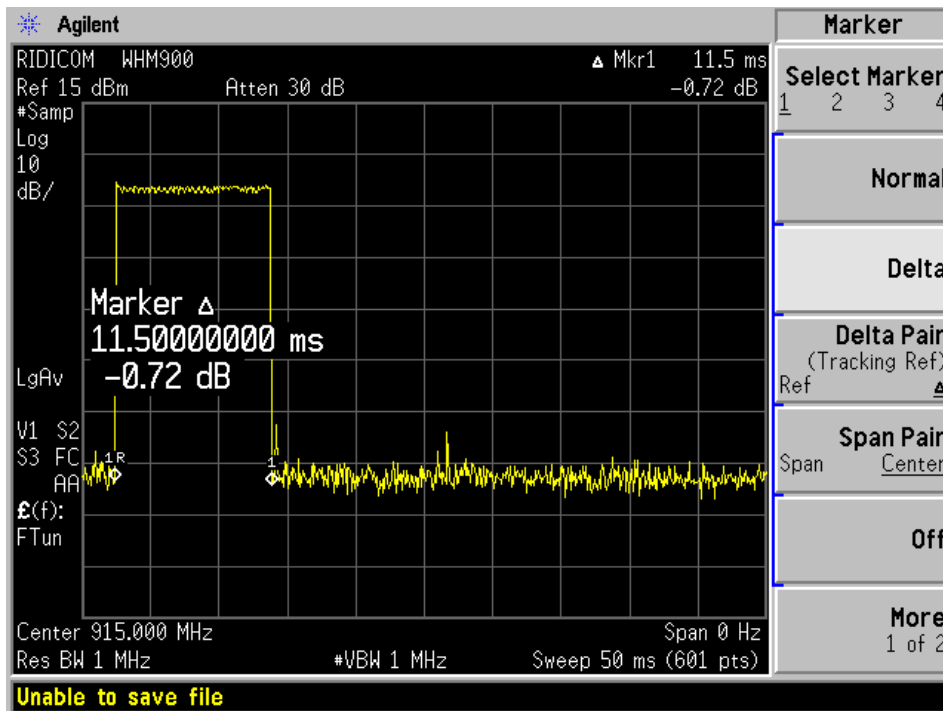 Agilent
RIDICOM WHM900
Δ Mkr1 11.5 ms
Ref 15 dBm
Atten 30 dB
-0.72 dB
#Samp
Log
10
dB/
Marker Δ
11.50000000 ms
-0.72 dB
LgAv
V1 S2
S3 FC
AA
£(f):
FTun
1R
1
Center 915.000 MHz
Span 0 Hz
Res BW 1 MHz
#VBW 1 MHz
Sweep 50 ms (601 pts)
Unable to save file
Marker
Select Marker
1 2 3 4
Normal
Delta
Delta Pair
(Tracking Ref)
Ref Δ
Span Pair
Span Center
Off
More
1 of 2